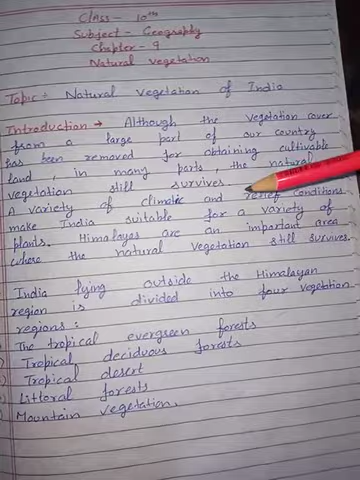 Class - 10th
Subject - Geography
Chapter - 9
Natural vegetation
Topic :- Natural vegetation of India
Introduction → Although the vegetation cover
from a large part of our country
has been removed for obtaining cultivable
land, in many parts, the natural
vegetation still survives.
A variety of climatic and relief conditions
make India suitable for a variety of
plants. Himalayas are an important area
where the natural vegetation still survives.
India lying outside the Himalayan
region is divided into four vegetation
regions:
The tropical evergreen forests
Tropical deciduous forests
Tropical desert
Littoral forests
Mountain vegetation.